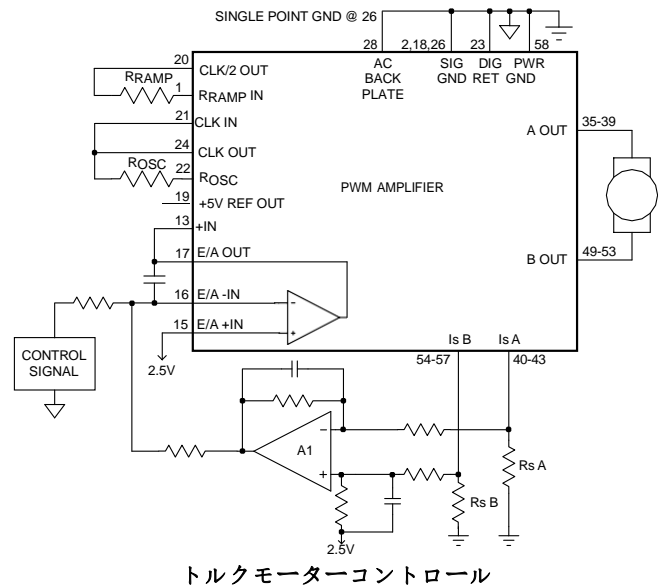 SINGLE POINT GND @ 26
28 2,18,26 23 58
AC BACK PLATE
SIG GND
DIG RET
PWR GND
20 CLK/2 OUT
RRAMP
1 RRAMP IN
21 CLK IN
24 CLK OUT
ROSC
22 ROSC
19 +5V REF OUT
13 +IN
17 E/A OUT
16 E/A -IN
15 E/A +IN
2.5V
PWM AMPLIFIER
A OUT 35-39
B OUT 49-53
Is B Is A
54-57 40-43
CONTROL SIGNAL
−
+
A1
−
+
Rs A
Rs B
2.5V
トルクモーターコントロール